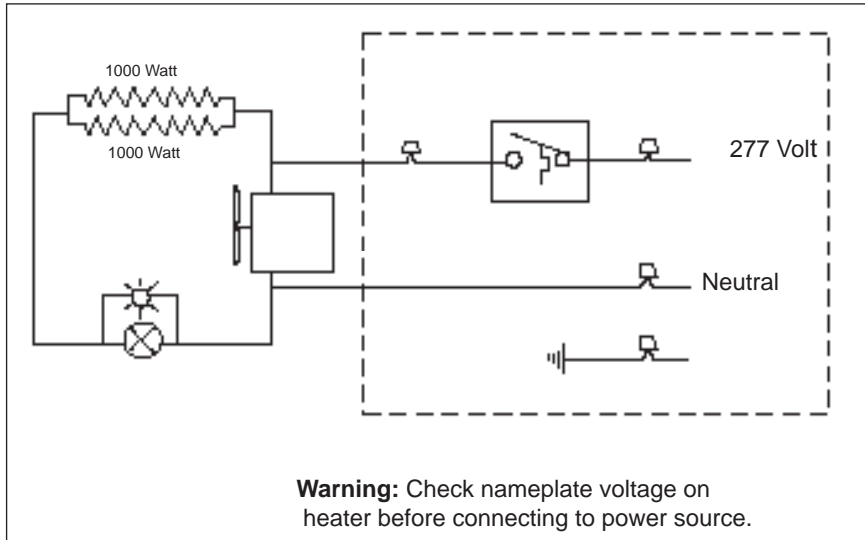 1000 Watt
1000 Watt
277 Volt
Neutral
Warning: Check nameplate voltage on
heater before connecting to power source.